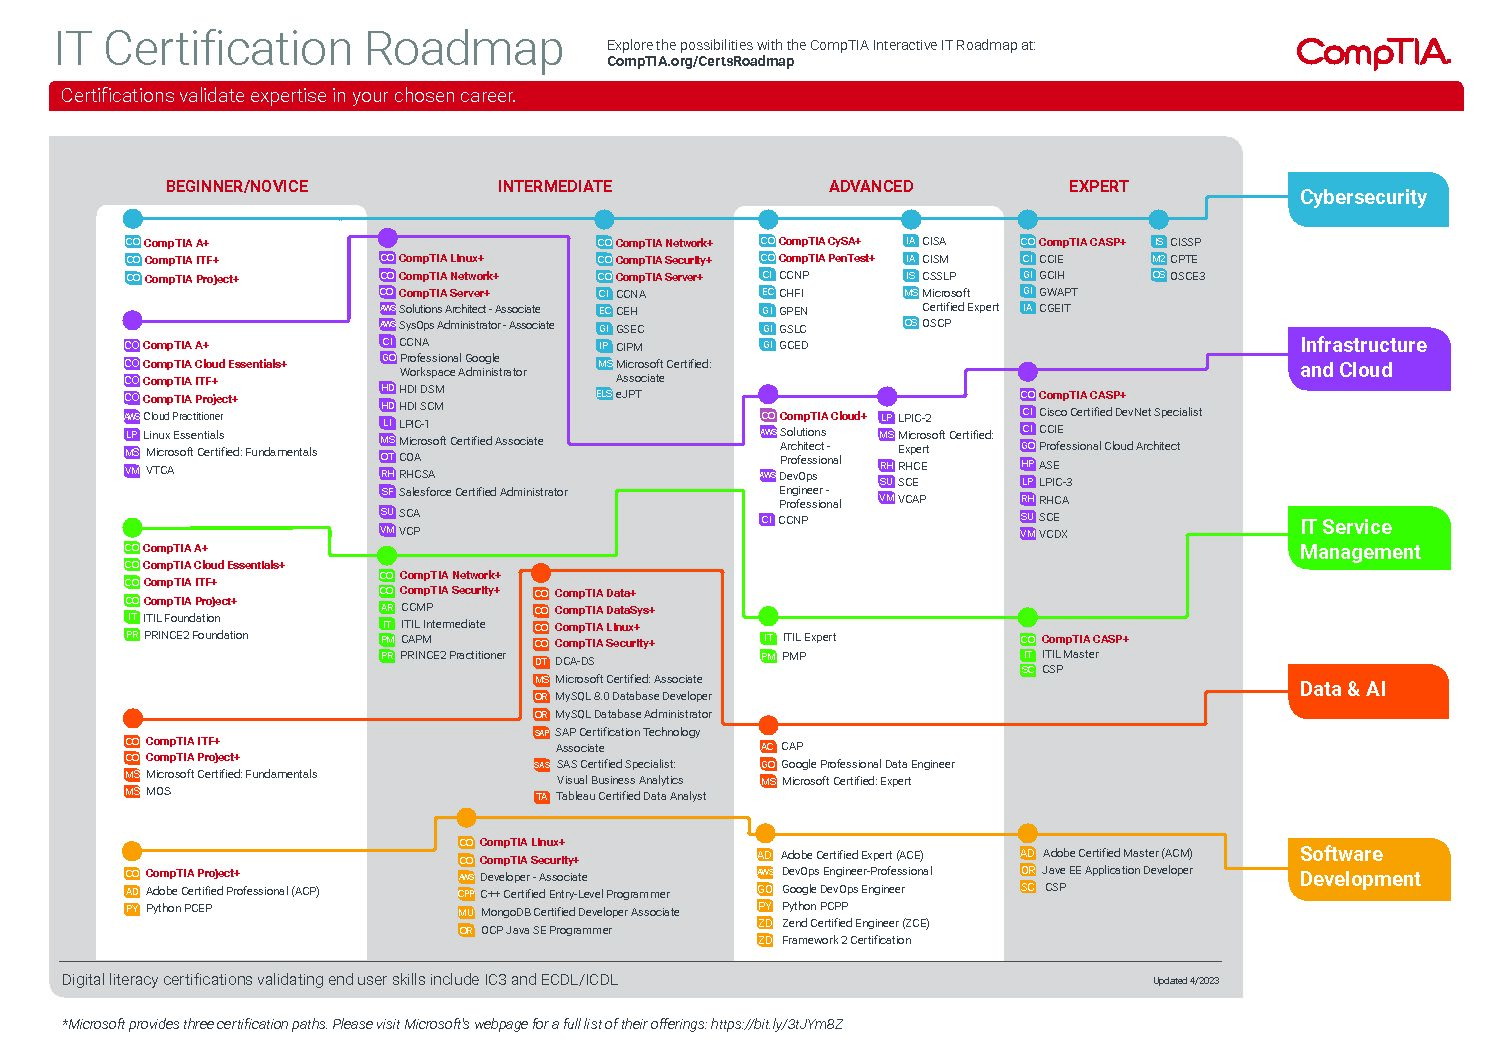 IT Certification Roadmap
Explore the possibilities with the CompTIA Interactive IT Roadmap at:
CompTIA.org/CertsRoadmap
CompTIA.
Certifications validate expertise in your chosen career.
BEGINNER/NOVICE
INTERMEDIATE
ADVANCED
EXPERT
Cybersecurity
CO CompTIA A+
CO CompTIA ITF+
CO CompTIA Project+
CO CompTIA Network+
CO CompTIA Security+
CO CompTIA Server+
CI CCNA
EC CEH
GI GSEC
IP CIPM
MS Microsoft Certified:
Associate
ELS eJPT
CO CompTIA CySA+
CO CompTIA PenTest+
CI CCNP
EC CHFI
GI GPEN
GI GSLC
GI GCED
IA CISA
IA CISM
IS CSSLP
MS Microsoft
Certified Expert
OS OSCP
CO CompTIA CASP+
CI CCIE
GI GCIH
GI GWAPT
IA CGEIT
IS CISSP
M2 CPTE
OS OSCE3
Infrastructure
and Cloud
CO CompTIA A+
CO CompTIA Cloud Essentials+
CO CompTIA ITF+
CO CompTIA Project+
AWS Cloud Practitioner
LP Linux Essentials
MS Microsoft Certified: Fundamentals
VM VTCA
CO CompTIA Linux+
CO CompTIA Network+
CO CompTIA Server+
AWS Solutions Architect - Associate
AWS SysOps Administrator - Associate
CI CCNA
GO Professional Google
Workspace Administrator
HD HDI DSM
HD HDI SCM
LI LPIC-1
MS Microsoft Certified Associate
OT COA
RH RHCSA
SF Salesforce Certified Administrator
SU SCA
VM VCP
CO CompTIA Cloud+
AWS Solutions
Architect -
Professional
AWS DevOps
Engineer -
Professional
CI CCNP
LP LPIC-2
MS Microsoft Certified:
Expert
RH RHCE
SU SCE
VM VCAP
CO CompTIA CASP+
CI Cisco Certified DevNet Specialist
CI CCIE
GO Professional Cloud Architect
HP ASE
LP LPIC-3
RH RHCA
SU SCE
VM VCDX
IT Service
Management
CO CompTIA A+
CO CompTIA Cloud Essentials+
CO CompTIA ITF+
CO CompTIA Project+
IT ITIL Foundation
PR PRINCE2 Foundation
CO CompTIA Network+
CO CompTIA Security+
AR CCMP
IT ITIL Intermediate
PM CAPM
PR PRINCE2 Practitioner
IT ITIL Expert
PM PMP
CO CompTIA CASP+
IT ITIL Master
SC CSP
Data & AI
CO CompTIA ITF+
CO CompTIA Project+
MS Microsoft Certified: Fundamentals
MS MOS
CO CompTIA Data+
CO CompTIA DataSys+
CO CompTIA Linux+
CO CompTIA Security+
DT DCA-DS
MS Microsoft Certified: Associate
OR MySQL 8.0 Database Developer
OR MySQL Database Administrator
SAP SAP Certification Technology
Associate
SAS SAS Certified Specialist:
Visual Business Analytics
TA Tableau Certified Data Analyst
AC CAP
GO Google Professional Data Engineer
MS Microsoft Certified: Expert
Software
Development
CO CompTIA Project+
AD Adobe Certified Professional (ACP)
PY Python PCEP
CO CompTIA Linux+
CO CompTIA Security+
AWS Developer - Associate
CPP C++ Certified Entry-Level Programmer
MU MongoDB Certified Developer Associate
OR OCP Java SE Programmer
AD Adobe Certified Expert (ACE)
AWS DevOps Engineer-Professional
GO Google DevOps Engineer
PY Python PCPP
ZD Zend Certified Engineer (ZCE)
ZD Framework 2 Certification
AD Adobe Certified Master (ACM)
OR Jave EE Application Developer
SC CSP
Digital literacy certifications validating end user skills include IC3 and ECDL/ICDL
Updated 4/2023
*Microsoft provides three certification paths. Please visit Microsoft's webpage for a full list of their offerings: https://bit.ly/3tJYm8Z